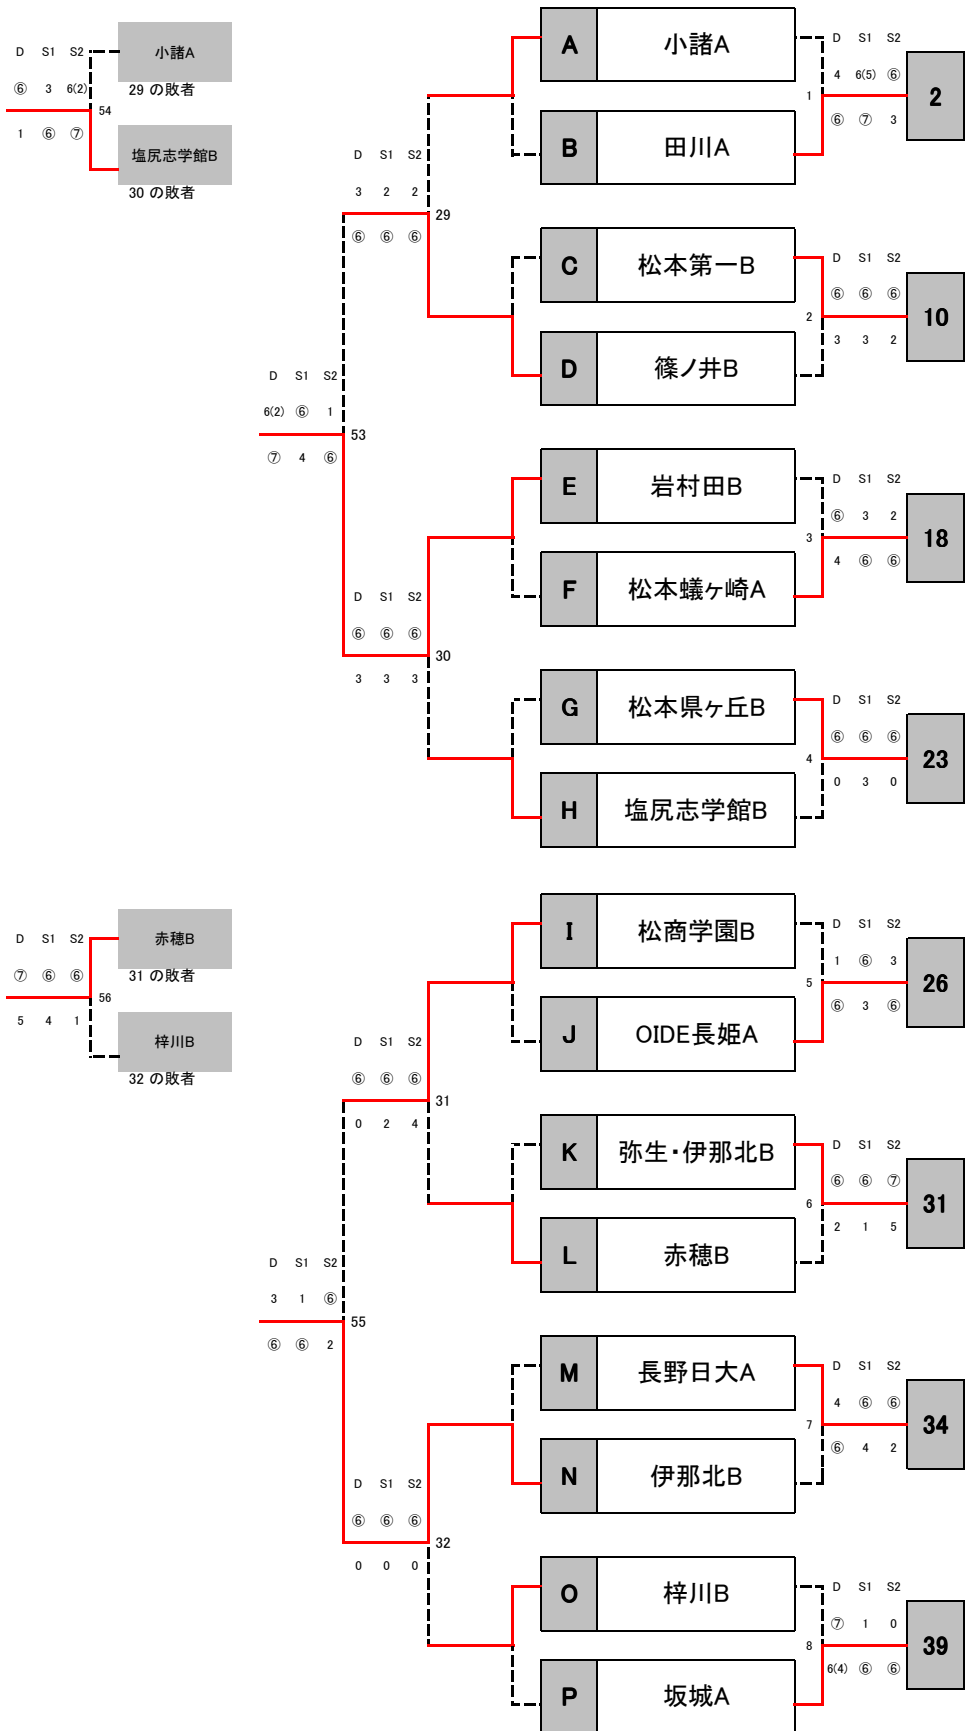 小諸A
D S1 S2
⑥ 3 6(2)
29 の敗者
54
1 ⑥ ⑦
塩尻志学館B
30 の敗者
A 小諸A
D S1 S2
4 6(5) ⑥
1
2
⑥ ⑦ 3
B 田川A
D S1 S2
3 2 2
29
⑥ ⑥ ⑥
C 松本第一B
D S1 S2
⑥ ⑥ ⑥
2
10
3 3 2
D 篠ノ井B
D S1 S2
6(2) ⑥ 1
53
⑦ 4 ⑥
E 岩村田B
D S1 S2
⑥ 3 2
3
18
4 ⑥ ⑥
F 松本蟻ヶ崎A
D S1 S2
⑥ ⑥ ⑥
30
3 3 3
G 松本県ヶ丘B
D S1 S2
⑥ ⑥ ⑥
4
23
0 3 0
H 塩尻志学館B
赤穂B
D S1 S2
⑦ ⑥ ⑥
31 の敗者
56
5 4 1
梓川B
32 の敗者
I 松商学園B
D S1 S2
1 ⑥ 3
5
26
⑥ 3 ⑥
J OIDE長姫A
D S1 S2
⑥ ⑥ ⑥
31
0 2 4
K 弥生・伊那北B
D S1 S2
⑥ ⑥ ⑦
6
31
2 1 5
L 赤穂B
D S1 S2
3 1 ⑥
55
⑥ ⑥ 2
M 長野日大A
D S1 S2
4 ⑥ ⑥
7
34
⑥ 4 2
N 伊那北B
D S1 S2
⑥ ⑥ ⑥
32
0 0 0
O 梓川B
D S1 S2
⑦ 1 0
8
39
6(4) ⑥ ⑥
P 坂城A